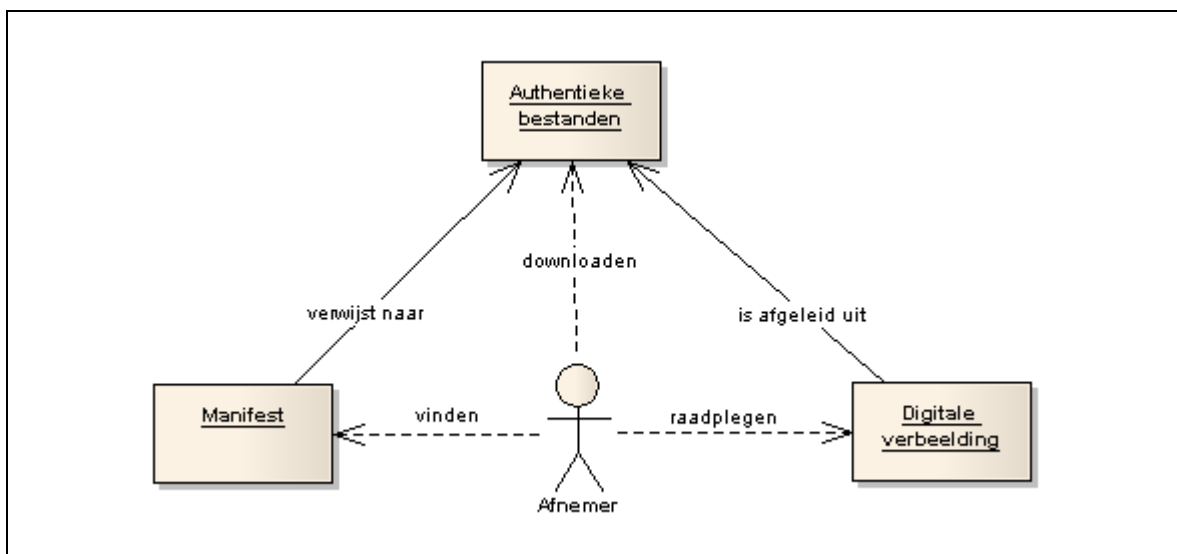 Authentieke
bestanden
downloaden
verwijst naar
is afgeleid uit
Manifest
vinden
raadplegen
Digitale
verbeelding
Afnemer